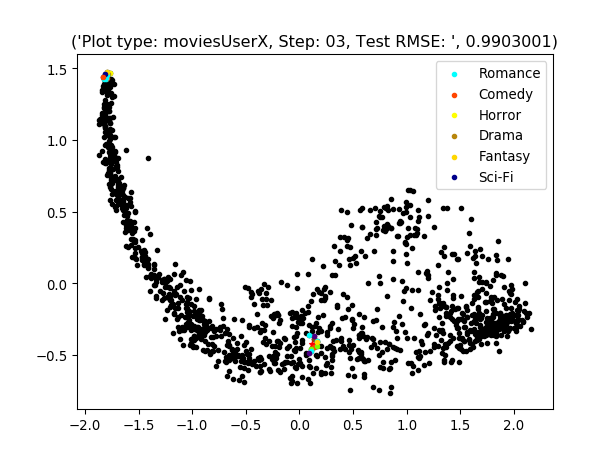 ('Plot type: moviesUserX, Step: 03, Test RMSE: ', 0.9903001)
1.5
1.0
0.5
0.0
−0.5
−2.0 −1.5 −1.0 −0.5 0.0 0.5 1.0 1.5 2.0
Romance
Comedy
Horror
Drama
Fantasy
Sci-Fi